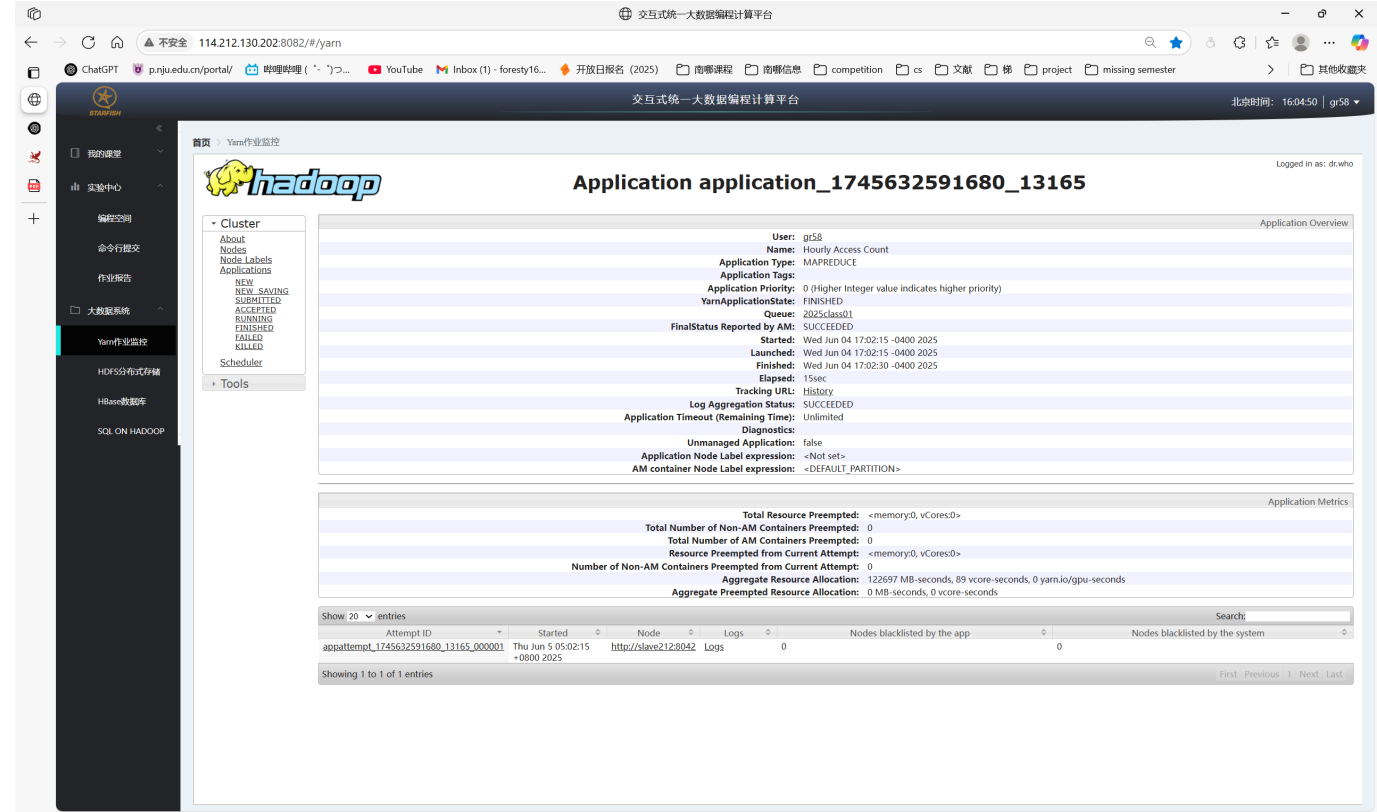 交互式统一大数据编程计算平台
不安全 114.212.130.202:8082/#/yarn
ChatGPT p.nju.edu.cn/portal/ 哔哩哔哩 ( ゜- ゜)つ... YouTube Inbox (1) - foresty16... 开放日报名 (2025) 南哪课程 南哪信息 competition cs 文献 梯 project missing semester 其他收藏夹
STARFISH
交互式统一大数据编程计算平台
北京时间: 16:04:50 gr58
我的课堂
实验中心
编程空间
命令行提交
作业报告
大数据系统
Yarn作业监控
HDFS分布式存储
HBase数据库
SQL ON HADOOP
首页 Yarn作业监控
hadoop
Application application_1745632591680_13165
Logged in as: dr.who
Cluster
About
Nodes
Node Labels
Applications
NEW
NEW_SAVING
SUBMITTED
ACCEPTED
RUNNING
FINISHED
FAILED
KILLED
Scheduler
Tools
Application Overview
User: gr58
Name: Hourly Access Count
Application Type: MAPREDUCE
Application Tags:
Application Priority: 0 (Higher Integer value indicates higher priority)
YarnApplicationState: FINISHED
Queue: 2025class01
FinalStatus Reported by AM: SUCCEEDED
Started: Wed Jun 04 17:02:15 -0400 2025
Launched: Wed Jun 04 17:02:15 -0400 2025
Finished: Wed Jun 04 17:02:30 -0400 2025
Elapsed: 15sec
Tracking URL: History
Log Aggregation Status: SUCCEEDED
Application Timeout (Remaining Time): Unlimited
Diagnostics:
Unmanaged Application: false
Application Node Label expression: <Not set>
AM container Node Label expression: <DEFAULT_PARTITION>
Application Metrics
Total Resource Preempted: <memory:0, vCores:0>
Total Number of Non-AM Containers Preempted: 0
Total Number of AM Containers Preempted: 0
Resource Preempted from Current Attempt: <memory:0, vCores:0>
Number of Non-AM Containers Preempted from Current Attempt: 0
Aggregate Resource Allocation: 122697 MB-seconds, 89 vcore-seconds, 0 yarn.io/gpu-seconds
Aggregate Preempted Resource Allocation: 0 MB-seconds, 0 vcore-seconds
Show 20 entries Search:
Attempt ID Started Node Logs Nodes blacklisted by the app Nodes blacklisted by the system
appattempt_1745632591680_13165_000001 Thu Jun 5 05:02:15 http://slave212:8042 Logs 0 0
+0800 2025
Showing 1 to 1 of 1 entries First Previous 1 Next Last